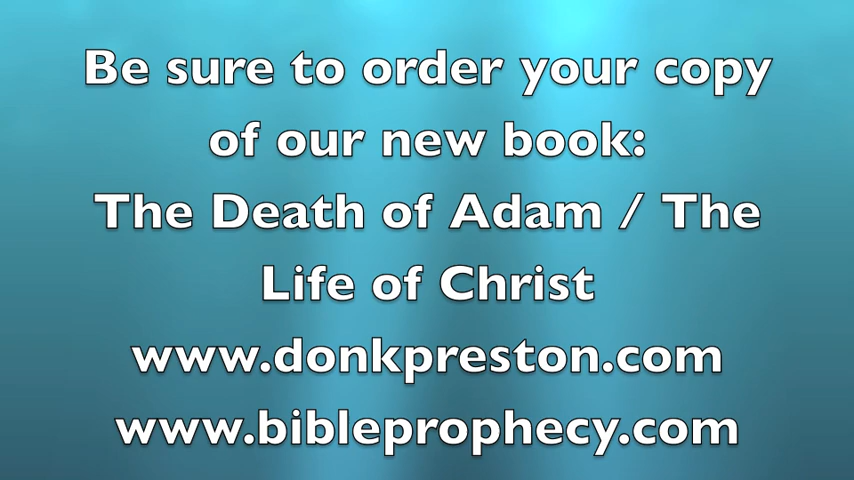 Be sure to order your copy
of our new book:
The Death of Adam / The
Life of Christ
www.donkpreston.com
www.bibleprophecy.com